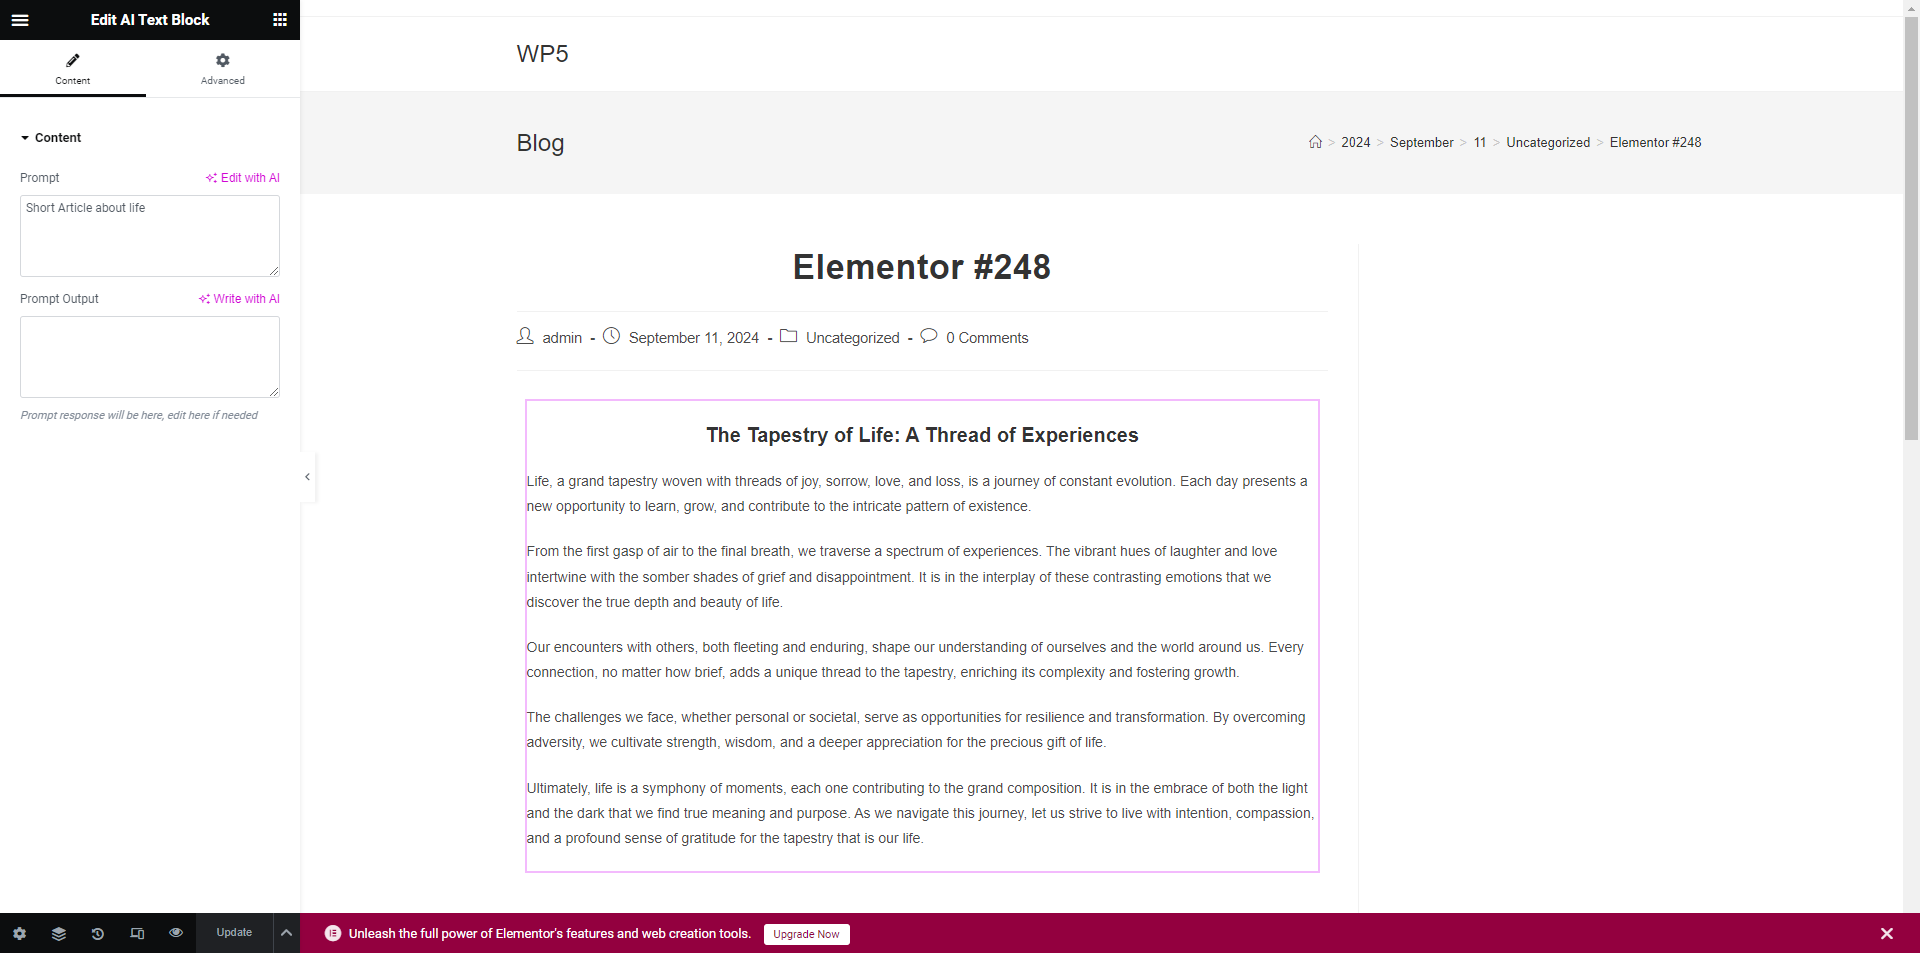 Edit AI Text Block
Content
Advanced
Content
Prompt
Edit with AI
Short Article about life
Prompt Output
Write with AI
Prompt response will be here, edit here if needed
Update
WP5
Blog
> 2024 > September > 11 > Uncategorized > Elementor #248
Elementor #248
admin - September 11, 2024 - Uncategorized - 0 Comments
The Tapestry of Life: A Thread of Experiences
Life, a grand tapestry woven with threads of joy, sorrow, love, and loss, is a journey of constant evolution. Each day presents a
new opportunity to learn, grow, and contribute to the intricate pattern of existence.
From the first gasp of air to the final breath, we traverse a spectrum of experiences. The vibrant hues of laughter and love
intertwine with the somber shades of grief and disappointment. It is in the interplay of these contrasting emotions that we
discover the true depth and beauty of life.
Our encounters with others, both fleeting and enduring, shape our understanding of ourselves and the world around us. Every
connection, no matter how brief, adds a unique thread to the tapestry, enriching its complexity and fostering growth.
The challenges we face, whether personal or societal, serve as opportunities for resilience and transformation. By overcoming
adversity, we cultivate strength, wisdom, and a deeper appreciation for the precious gift of life.
Ultimately, life is a symphony of moments, each one contributing to the grand composition. It is in the embrace of both the light
and the dark that we find true meaning and purpose. As we navigate this journey, let us strive to live with intention, compassion,
and a profound sense of gratitude for the tapestry that is our life.
Unleash the full power of Elementor's features and web creation tools.
Upgrade Now